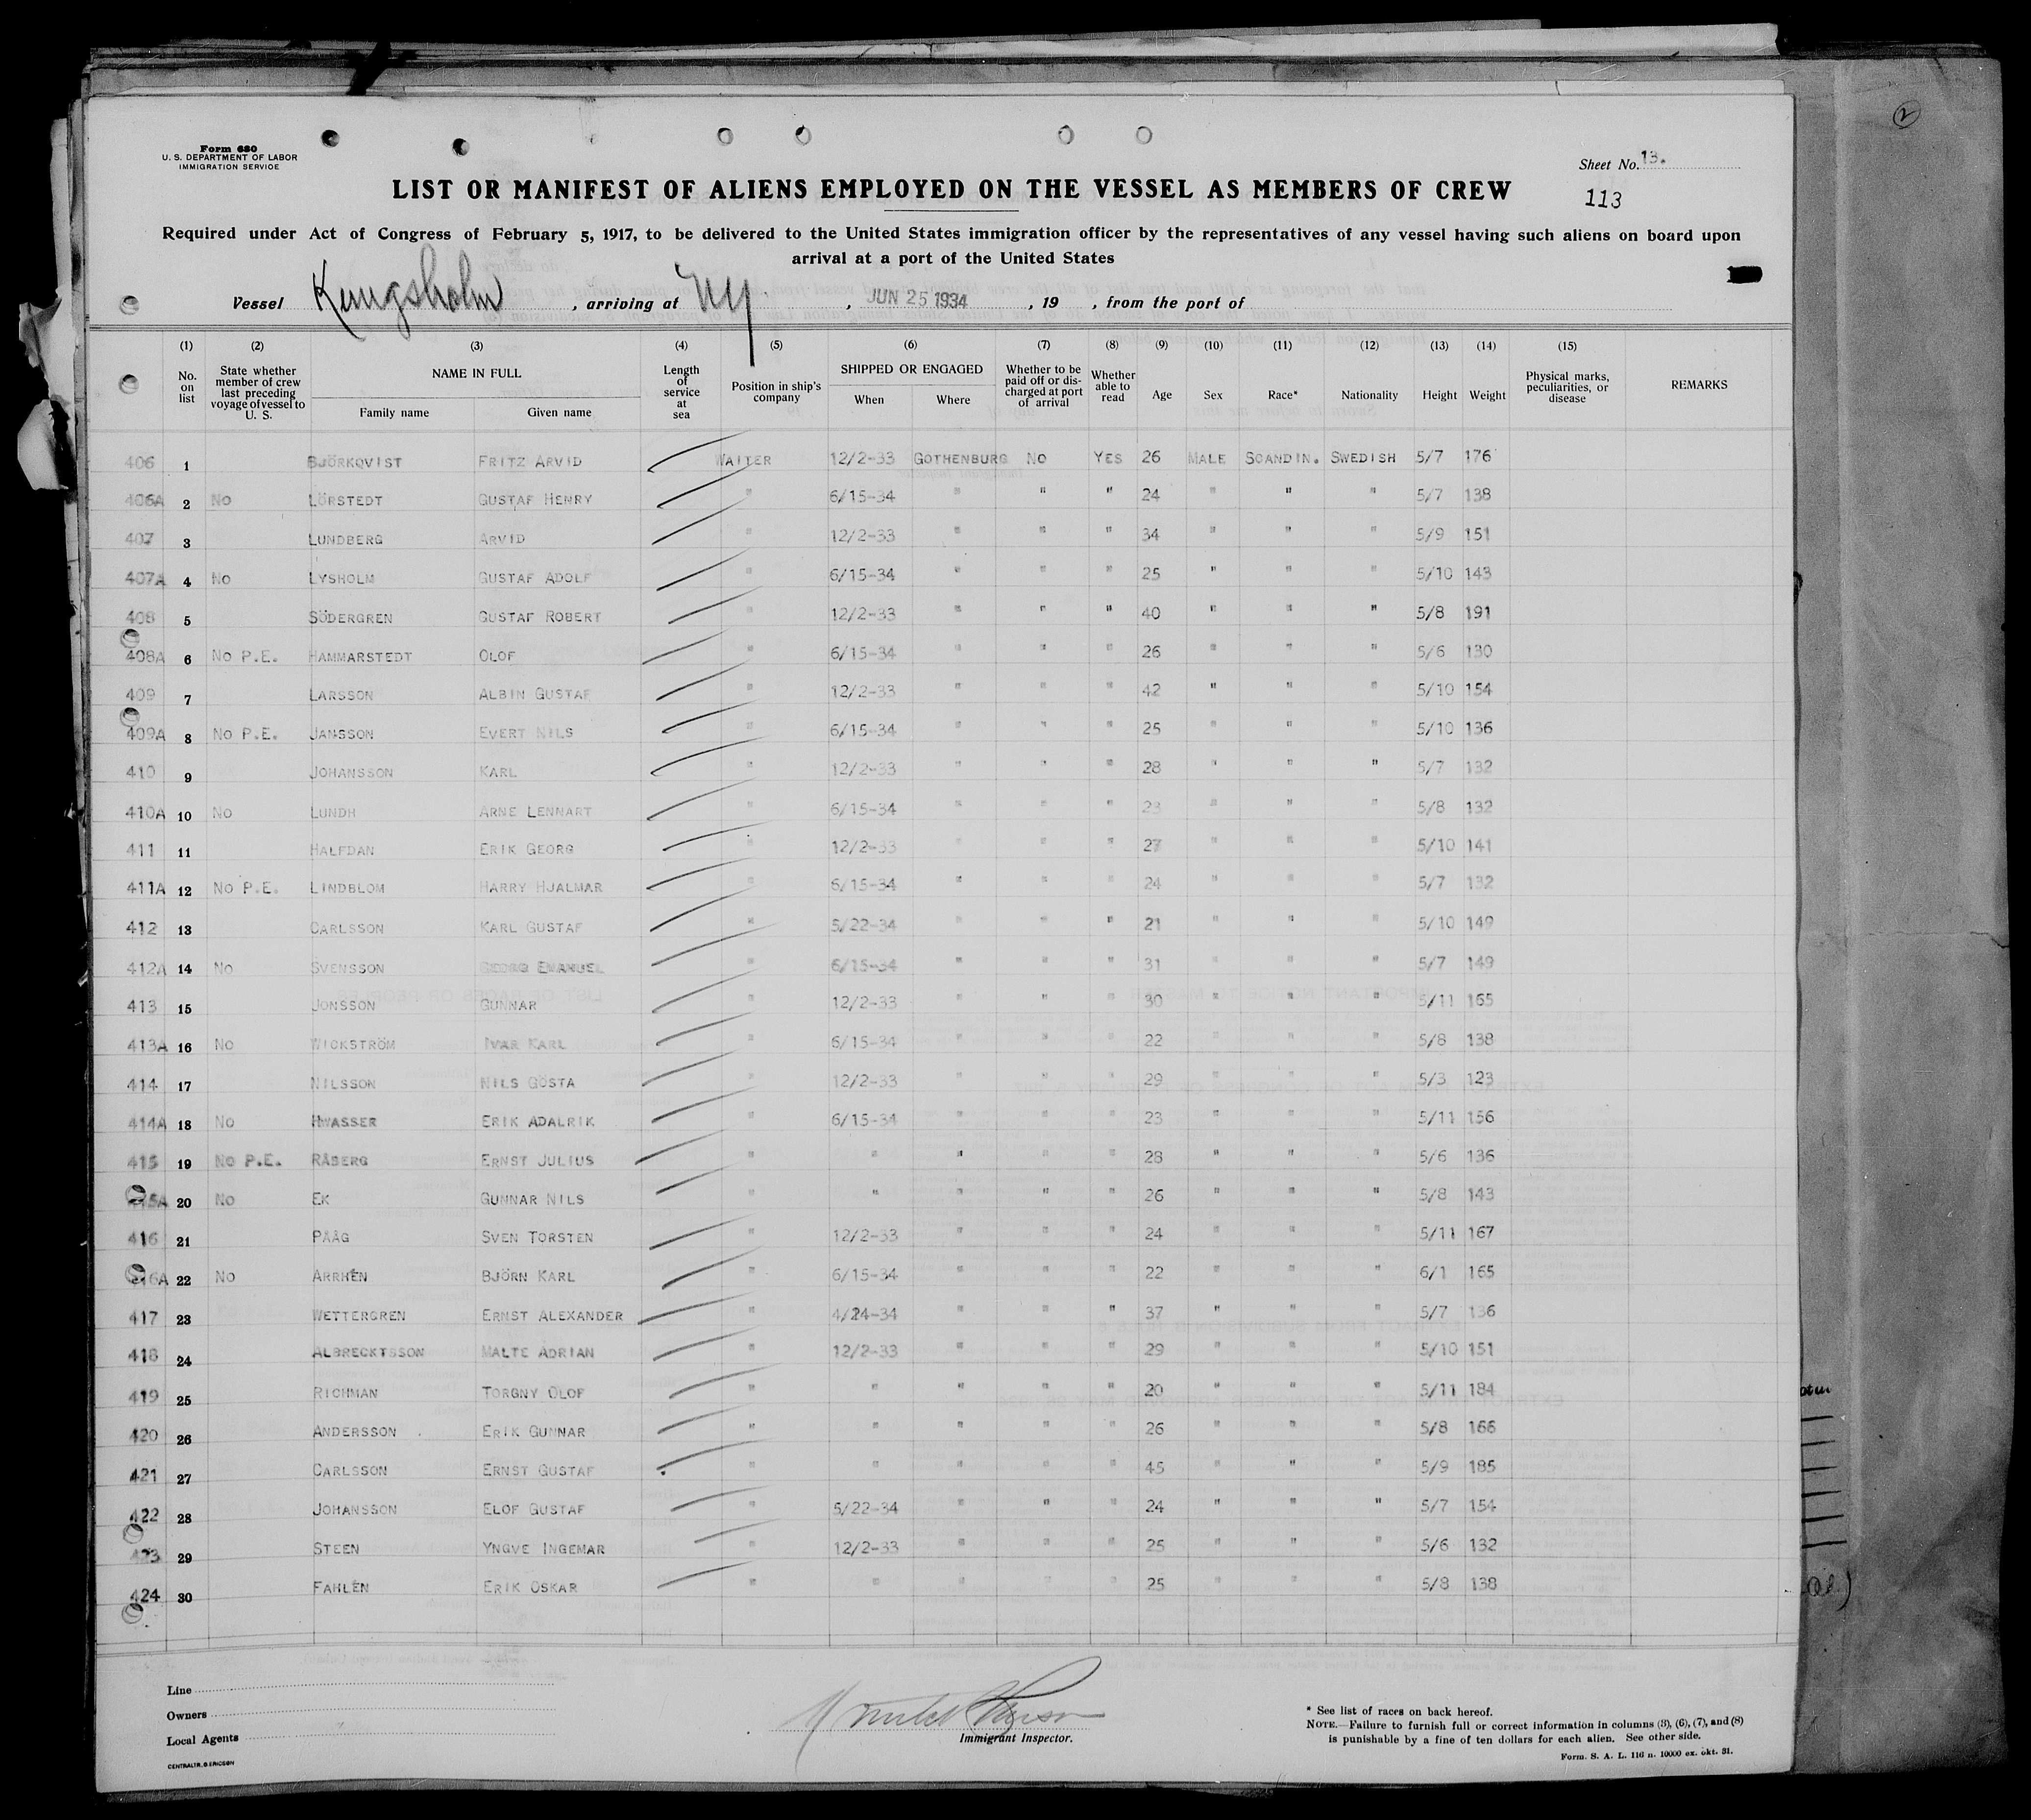 Form 680
U. S. DEPARTMENT OF LABOR
IMMIGRATION SERVICE
Sheet No. 13.
113
LIST OR MANIFEST OF ALIENS EMPLOYED ON THE VESSEL AS MEMBERS OF CREW
Required under Act of Congress of February 5, 1917, to be delivered to the United States immigration officer by the representatives of any vessel having such aliens on board upon
arrival at a port of the United States
Vessel Kungsholm, arriving at NY, JUN 25 1934, 19 , from the port of
(1) (2) (3) (4) (5) (6) (7) (8) (9) (10) (11) (12) (13) (14) (15)
No. on list State whether member of crew last preceding voyage of vessel to U. S. NAME IN FULL Family name Given name Length of service at sea Position in ship's company SHIPPED OR ENGAGED When Where Whether to be paid off or discharged at port of arrival Whether able to read Age Sex Race* Nationality Height Weight Physical marks, peculiarities, or disease REMARKS
406 1 BJÖRKQVIST FRITZ ARVID WAITER 12/2-33 GOTHENBURG NO YES 26 MALE SCANDIN. SWEDISH 5/7 176
406A 2 NO LÖRSTEDT GUSTAF HENRY " 6/15-34 " " " 24 " " " 5/7 138
407 3 LUNDBERG ARVID " 12/2-33 " " " 34 " " " 5/9 151
407A 4 NO LYSHOLM GUSTAF ADOLF " 6/15-34 " " " 25 " " " 5/10 143
408 5 SÖDERGREN GUSTAF ROBERT " 12/2-33 " " " 40 " " " 5/8 191
408A 6 NO P.E. HAMMARSTEDT OLOF " 6/15-34 " " " 26 " " " 5/6 130
409 7 LARSSON ALBIN GUSTAF " 12/2-33 " " " 42 " " " 5/10 154
409A 8 NO P.E. JANSSON EVERT NILS " 6/15-34 " " " 25 " " " 5/10 136
410 9 JOHANSSON KARL " 12/2-33 " " " 28 " " " 5/7 132
410A 10 NO LUNDH ARNE LENNART " 6/15-34 " " " 23 " " " 5/8 132
411 11 HALFDAN ERIK GEORG " 12/2-33 " " " 27 " " " 5/10 141
411A 12 NO P.E. LINDBLOM HARRY HJALMAR " 6/15-34 " " " 24 " " " 5/7 132
412 13 CARLSSON KARL GUSTAF " 5/22-34 " " " 21 " " " 5/10 149
412A 14 NO SVENSSON GEORG EMANUEL " 6/15-34 " " " 31 " " " 5/7 149
413 15 JONSSON GUNNAR " 12/2-33 " " " 30 " " " 5/11 165
413A 16 NO WICKSTRÖM IVAR KARL " 6/15-34 " " " 22 " " " 5/8 138
414 17 NILSSON NILS GÖSTA " 12/2-33 " " " 29 " " " 5/3 123
414A 18 NO HWASSER ERIK ADALRIK " 6/15-34 " " " 23 " " " 5/11 156
415 19 NO P.E. RÅBERG ERNST JULIUS " " " " " 28 " " " 5/6 136
415A 20 NO EK GUNNAR NILS " " " " " 26 " " " 5/8 143
416 21 PÅÅG SVEN TORSTEN " 12/2-33 " " " 24 " " " 5/11 167
416A 22 NO ARRHÉN BJÖRN KARL " 6/15-34 " " " 22 " " " 6/1 165
417 23 WETTERGREN ERNST ALEXANDER " 4/24-34 " " " 37 " " " 5/7 136
418 24 ALBRECKTSSON MALTE ADRIAN " 12/2-33 " " " 29 " " " 5/10 151
419 25 RICHMAN TORGNY OLOF " " " " " 20 " " " 5/11 184
420 26 ANDERSSON ERIK GUNNAR " " " " " 26 " " " 5/8 166
421 27 CARLSSON ERNST GUSTAF " " " " " 45 " " " 5/9 185
422 28 JOHANSSON ELOF GUSTAF " 5/22-34 " " " 24 " " " 5/7 154
423 29 STEEN YNGVE INGEMAR " 12/2-33 " " " 25 " " " 5/6 132
424 30 FAHLÉN ERIK OSKAR " " " " " 25 " " " 5/8 138
Line
Owners
Local Agents
CENTRALTR. G. ERICSON
Immigrant Inspector.
* See list of races on back hereof.
NOTE.—Failure to furnish full or correct information in columns (3), (6), (7), and (8)
is punishable by a fine of ten dollars for each alien. See other side.
Form. S. A. L. 116 n. 10000 ex. okt. 31.
2